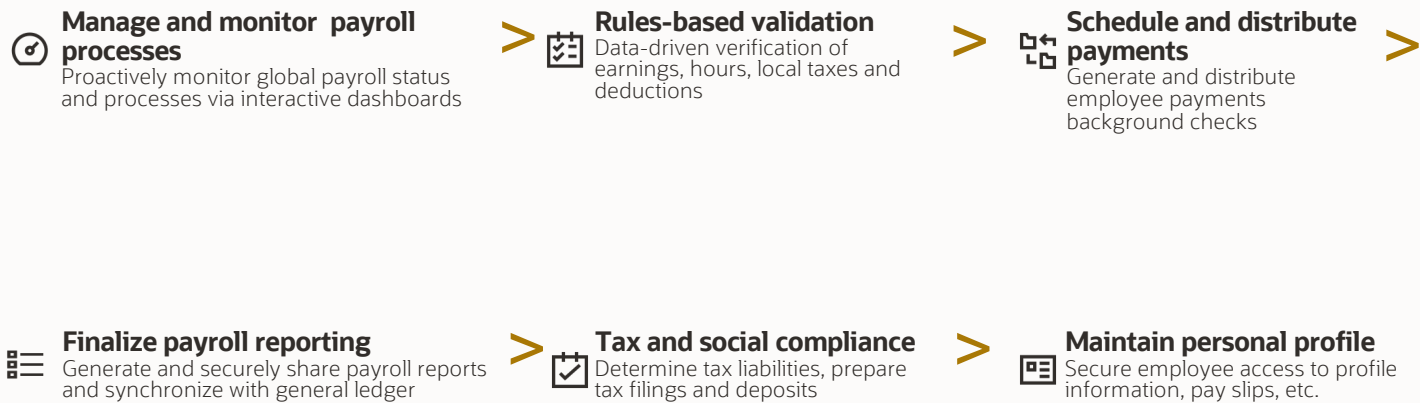 Manage and monitor payroll
processes
Proactively monitor global payroll status
and processes via interactive dashboards
>
Rules-based validation
Data-driven verification of
earnings, hours, local taxes and
deductions
>
Schedule and distribute
payments
Generate and distribute
employee payments
background checks
>
Finalize payroll reporting
Generate and securely share payroll reports
and synchronize with general ledger
>
Tax and social compliance
Determine tax liabilities, prepare
tax filings and deposits
>
Maintain personal profile
Secure employee access to profile
information, pay slips, etc.